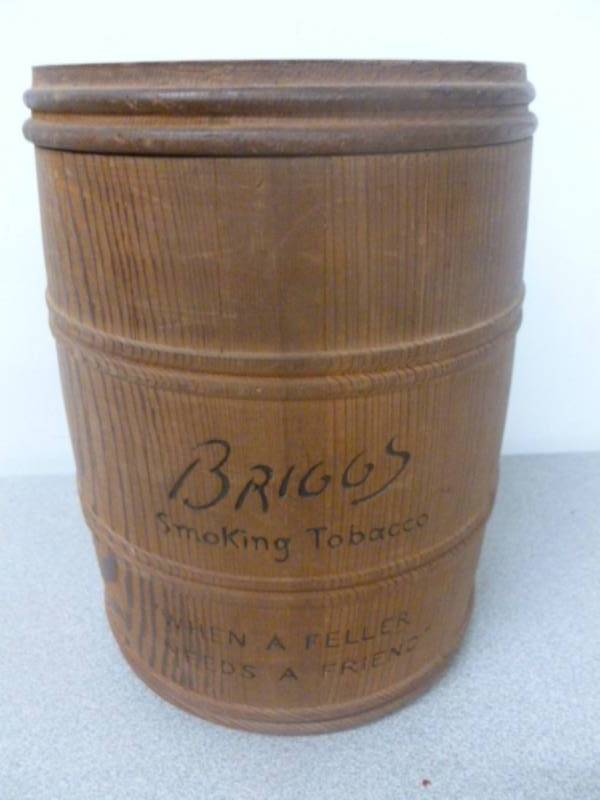 BRIGGS
Smoking Tobacco
"WHEN A FELLER
NEEDS A FRIEND"